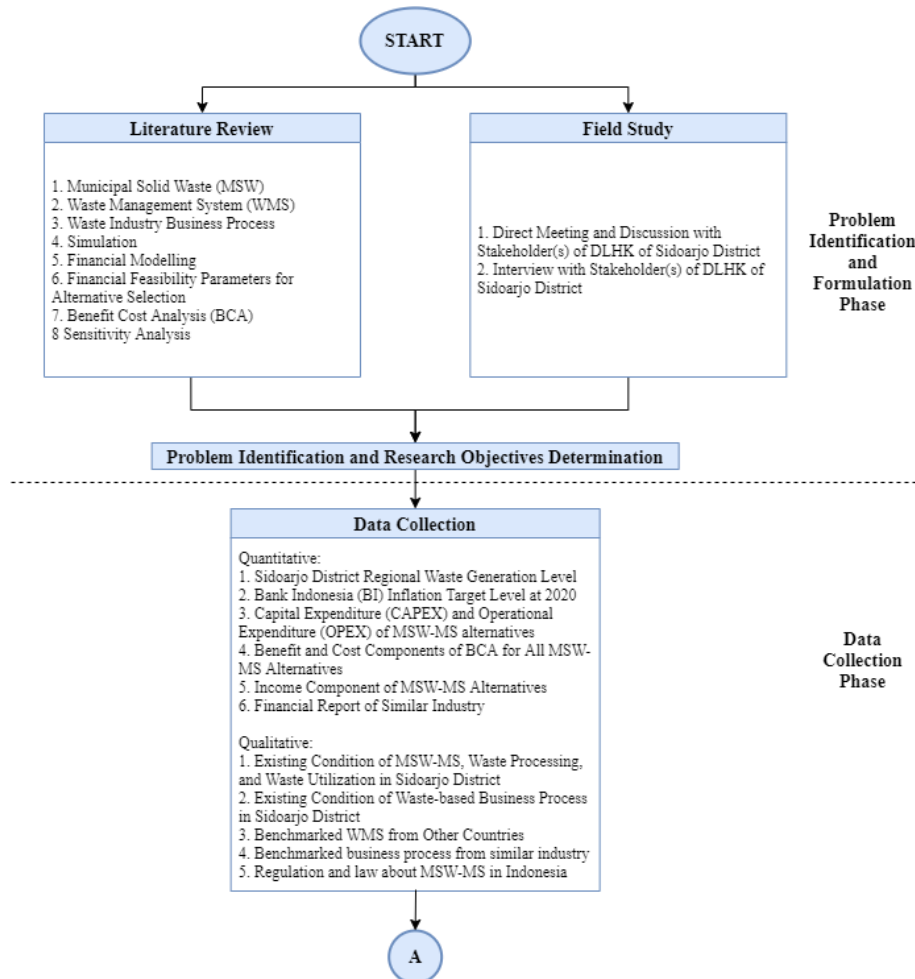 START
Literature Review
1. Municipal Solid Waste (MSW)
2. Waste Management System (WMS)
3. Waste Industry Business Process
4. Simulation
5. Financial Modelling
6. Financial Feasibility Parameters for
Alternative Selection
7. Benefit Cost Analysis (BCA)
8 Sensitivity Analysis
Field Study
1. Direct Meeting and Discussion with
Stakeholder(s) of DLHK of Sidoarjo District
2. Interview with Stakeholder(s) of DLHK of
Sidoarjo District
Problem
Identification
and
Formulation
Phase
Problem Identification and Research Objectives Determination
Data Collection
Quantitative:
1. Sidoarjo District Regional Waste Generation Level
2. Bank Indonesia (BI) Inflation Target Level at 2020
3. Capital Expenditure (CAPEX) and Operational
Expenditure (OPEX) of MSW-MS alternatives
4. Benefit and Cost Components of BCA for All MSW-
MS Alternatives
5. Income Component of MSW-MS Alternatives
6. Financial Report of Similar Industry
Qualitative:
1. Existing Condition of MSW-MS, Waste Processing,
and Waste Utilization in Sidoarjo District
2. Existing Condition of Waste-based Business Process
in Sidoarjo District
3. Benchmarked WMS from Other Countries
4. Benchmarked business process from similar industry
5. Regulation and law about MSW-MS in Indonesia
Data
Collection
Phase
A